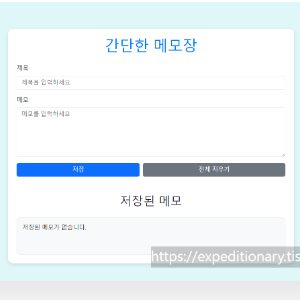 간단한 메모장
제목
제목을 입력하세요
메모
메모를 입력하세요
저장
전체 지우기
저장된 메모
저장된 메모가 없습니다.
https://expeditionary.tis